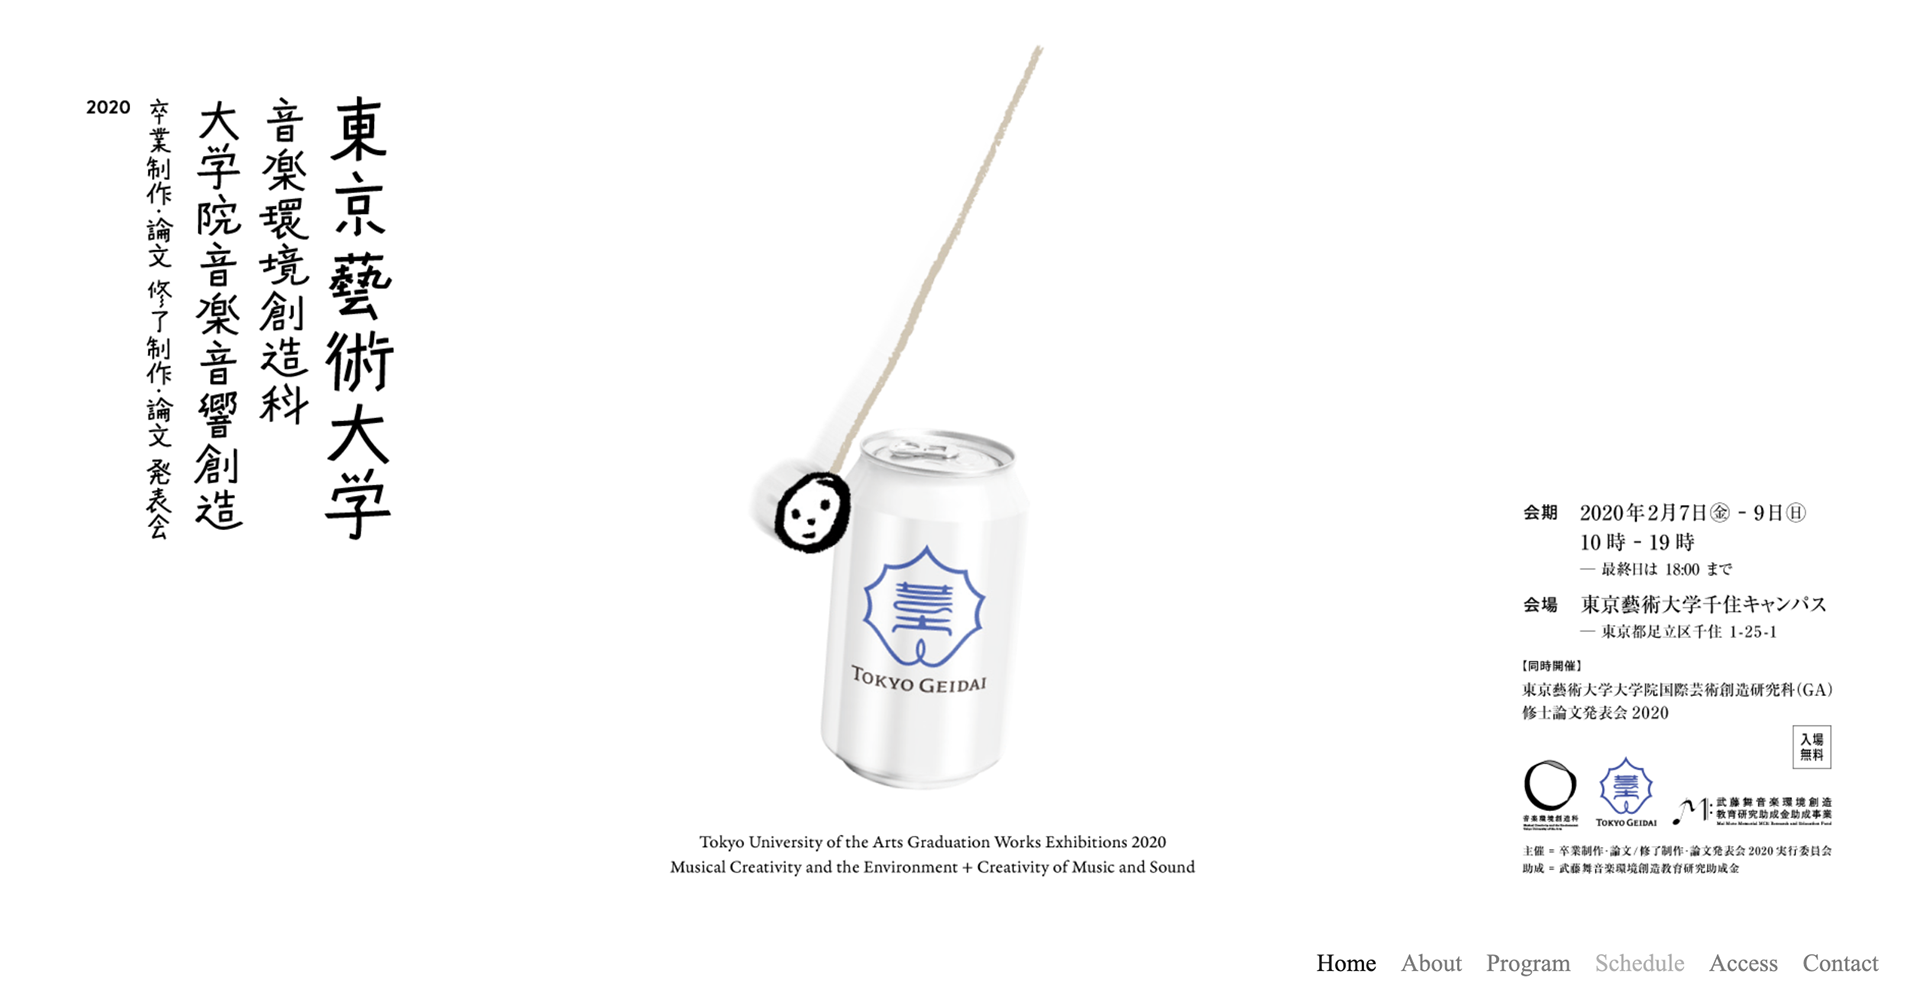 東京藝術大学
音楽環境創造科
大学院音楽音響創造
卒業制作・論文 修了制作・論文 発表会
2020
TOKYO GEIDAI
Tokyo University of the Arts Graduation Works Exhibitions 2020
Musical Creativity and the Environment + Creativity of Music and Sound
会期 2020年2月7日㊎ - 9日㊐
10時 - 19時
— 最終日は 18:00 まで
会場 東京藝術大学千住キャンパス
— 東京都足立区千住 1-25-1
【同時開催】
東京藝術大学大学院国際芸術創造研究科(GA)
修士論文発表会 2020
入場
無料
音楽環境創造科
TOKYO GEIDAI
武藤舞音楽環境創造
教育研究助成金助成事業
主催 = 卒業制作・論文/修了制作・論文発表会 2020 実行委員会
助成 = 武藤舞音楽環境創造教育研究助成金
Home About Program Schedule Access Contact